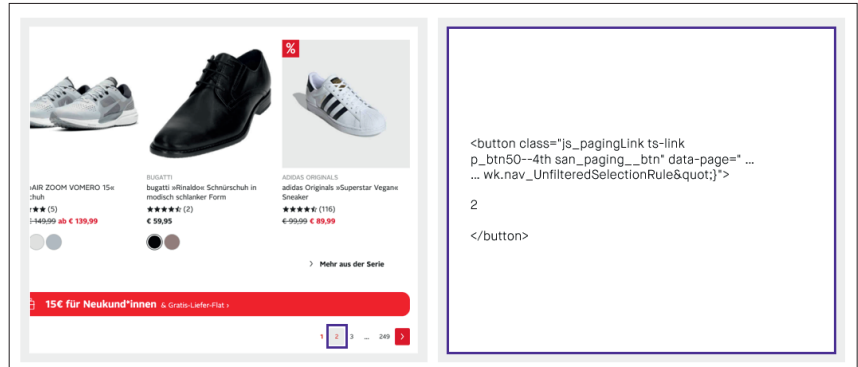 %
BUGATTI
ADIDAS ORIGINALS
AIR ZOOM VOMERO 15«
chuh
bugatti »Rinaldo« Schnürschuh in
modisch schlanker Form
adidas Originals »Superstar Vegan«
Sneaker
★★ (5)
(2)
(116)
€ 149,99 ab € 139,99
€ 59,95
€ 99,99 € 89,99
> Mehr aus der Serie
15€ für Neukund*innen & Gratis-Liefer-Flat ›
1 2 3 ... 249 >
<button class="js_pagingLink ts-link
p_btn50--4th san_paging__btn" data-page=" ...
... wk.nav_UnfilteredSelectionRule&quot;}">
2
</button>